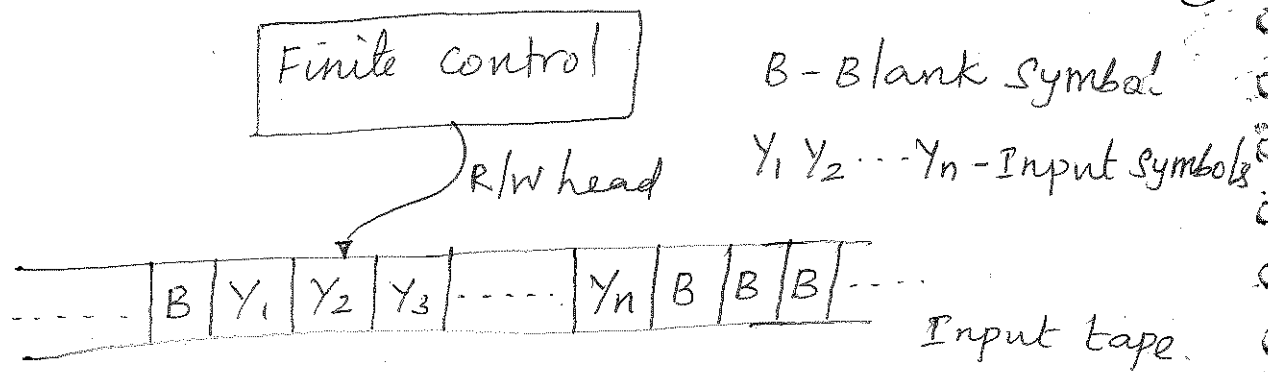 Finite control
B - Blank Symbol
Y₁ Y₂ ... Yn - Input Symbols
R/W head
..... B Y₁ Y₂ Y₃ ...... Yn B B B .....
Input tape.